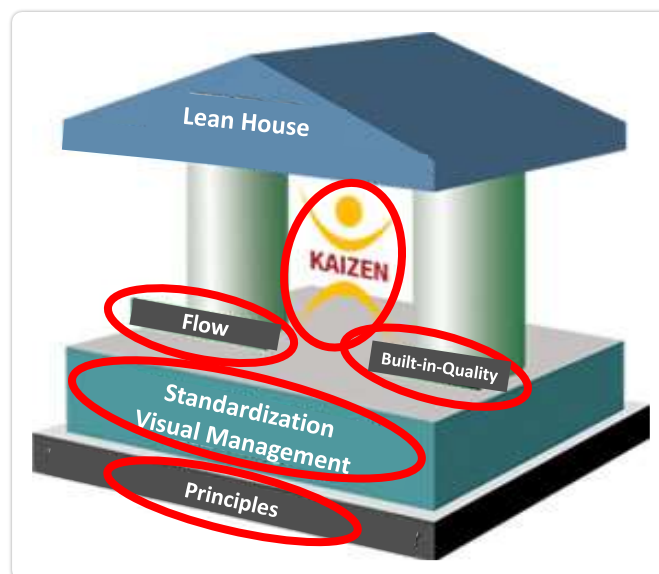 Lean House
KAIZEN
Flow
Built-in-Quality
Standardization
Visual Management
Principles